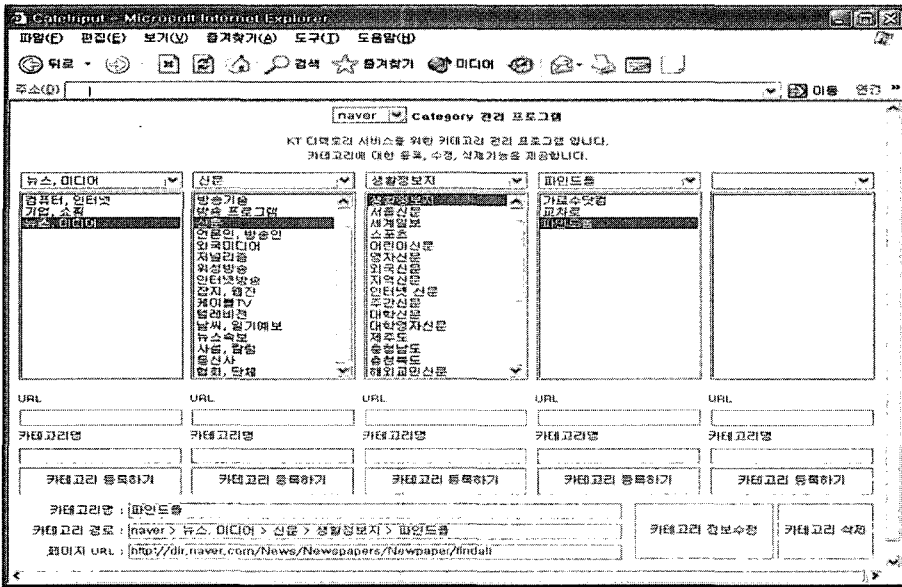 CateInput - Microsoft Internet Explorer
파일(F) 편집(E) 보기(V) 즐겨찾기(A) 도구(T) 도움말(H)
뒤로 검색 즐겨찾기 미디어
주소(D) 이동 연결 »
naver Category 관리 프로그램
KT 디렉토리 서비스를 위한 카테고리 관리 프로그램 입니다.
카테고리에 대한 등록, 수정, 삭제기능을 제공합니다.
뉴스, 미디어 신문 생활정보지 파인드올
컴퓨터, 인터넷
기업, 쇼핑
뉴스, 미디어
방송기술
방송 프로그램
신문
언론인, 방송인
외국미디어
저널리즘
위성방송
인터넷방송
잡지, 웹진
케이블TV
텔레비전
날씨, 일기예보
뉴스속보
사설, 칼럼
통신사
협회, 단체
생활정보지
서울신문
세계일보
스포츠
어린이신문
영자신문
외국신문
지역신문
인터넷 신문
주간신문
대학신문
대학영자신문
제주도
충청남도
충청북도
해외교민신문
가로수닷컴
교차로
파인드올
URL URL URL URL URL
카테고리명 카테고리명 카테고리명 카테고리명 카테고리명
카테고리 등록하기 카테고리 등록하기 카테고리 등록하기 카테고리 등록하기 카테고리 등록하기
카테고리명 : 파인드올
카테고리 경로 : naver > 뉴스, 미디어 > 신문 > 생활정보지 > 파인드올
페이지 URL : http://dir.naver.com/News/Newspapers/Newpaper/findall
카테고리 정보수정 카테고리 삭제